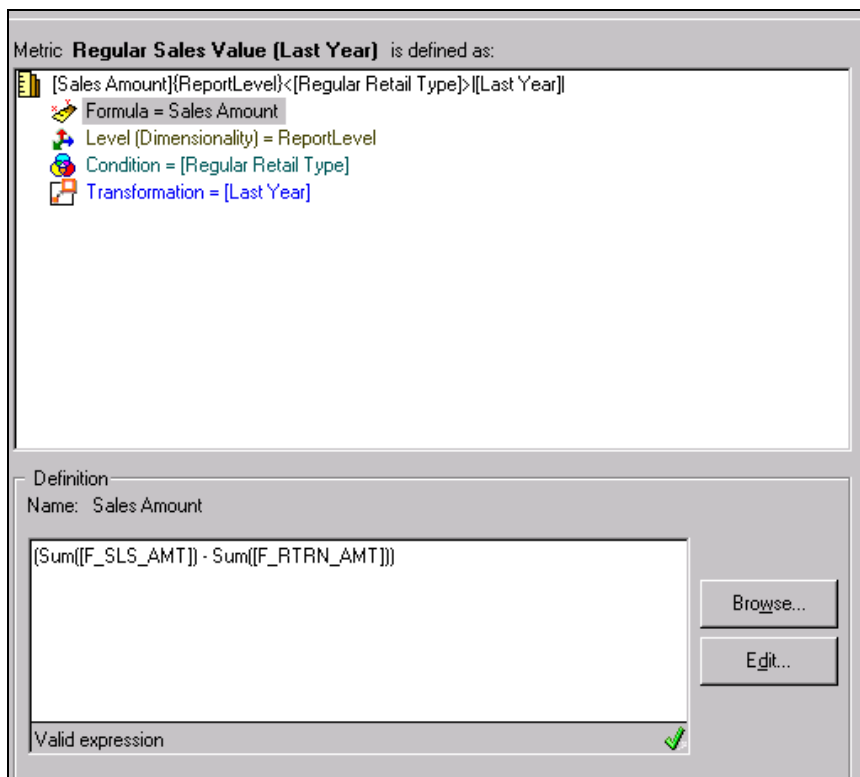 Metric Regular Sales Value (Last Year) is defined as:
[Sales Amount]{ReportLevel}<[Regular Retail Type]>|[Last Year]|
Formula = Sales Amount
Level (Dimensionality) = ReportLevel
Condition = [Regular Retail Type]
Transformation = [Last Year]
Definition
Name: Sales Amount
(Sum([F_SLS_AMT]) - Sum([F_RTRN_AMT]))
Browse...
Edit...
Valid expression